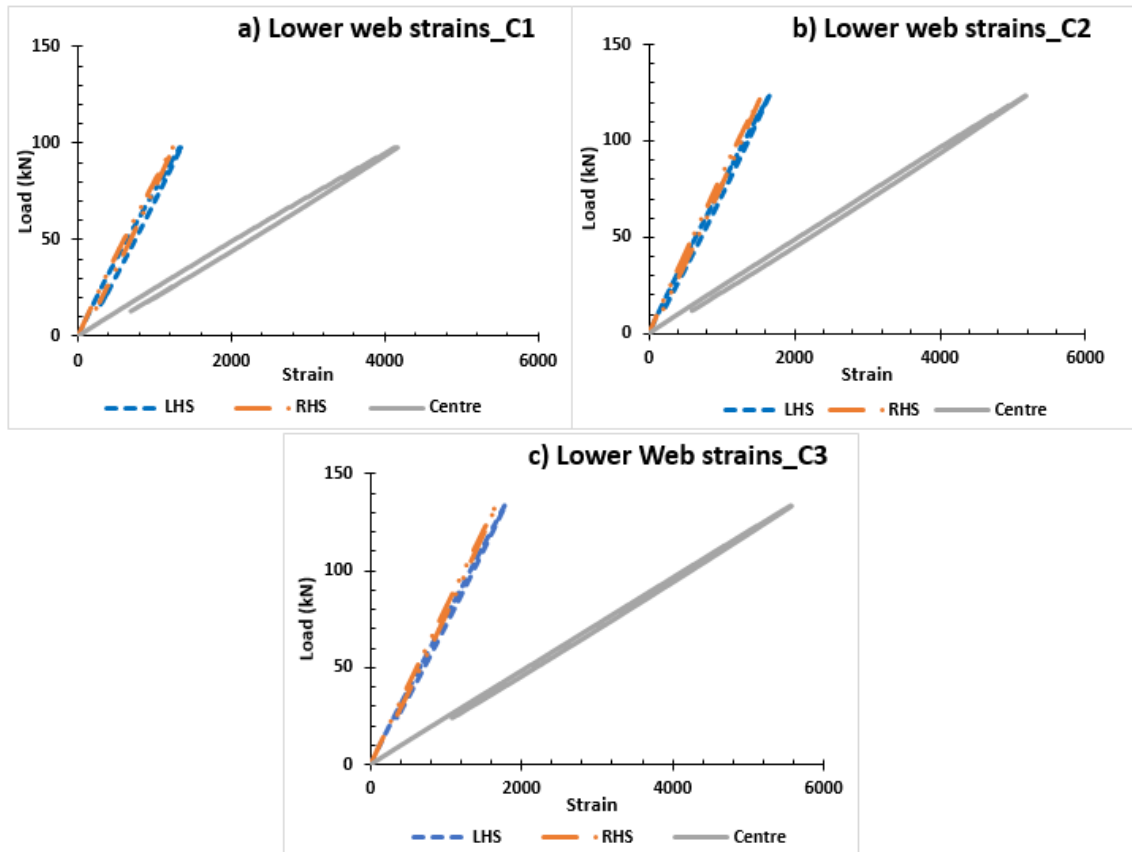 a) Lower web strains_C1
150
100
50
0
Load (kN)
0 2000 4000 6000
Strain
LHS RHS Centre
b) Lower web strains_C2
150
100
50
0
Load (kN)
0 2000 4000 6000
Strain
LHS RHS Centre
c) Lower Web strains_C3
150
100
50
0
Load (kN)
0 2000 4000 6000
Strain
LHS RHS Centre